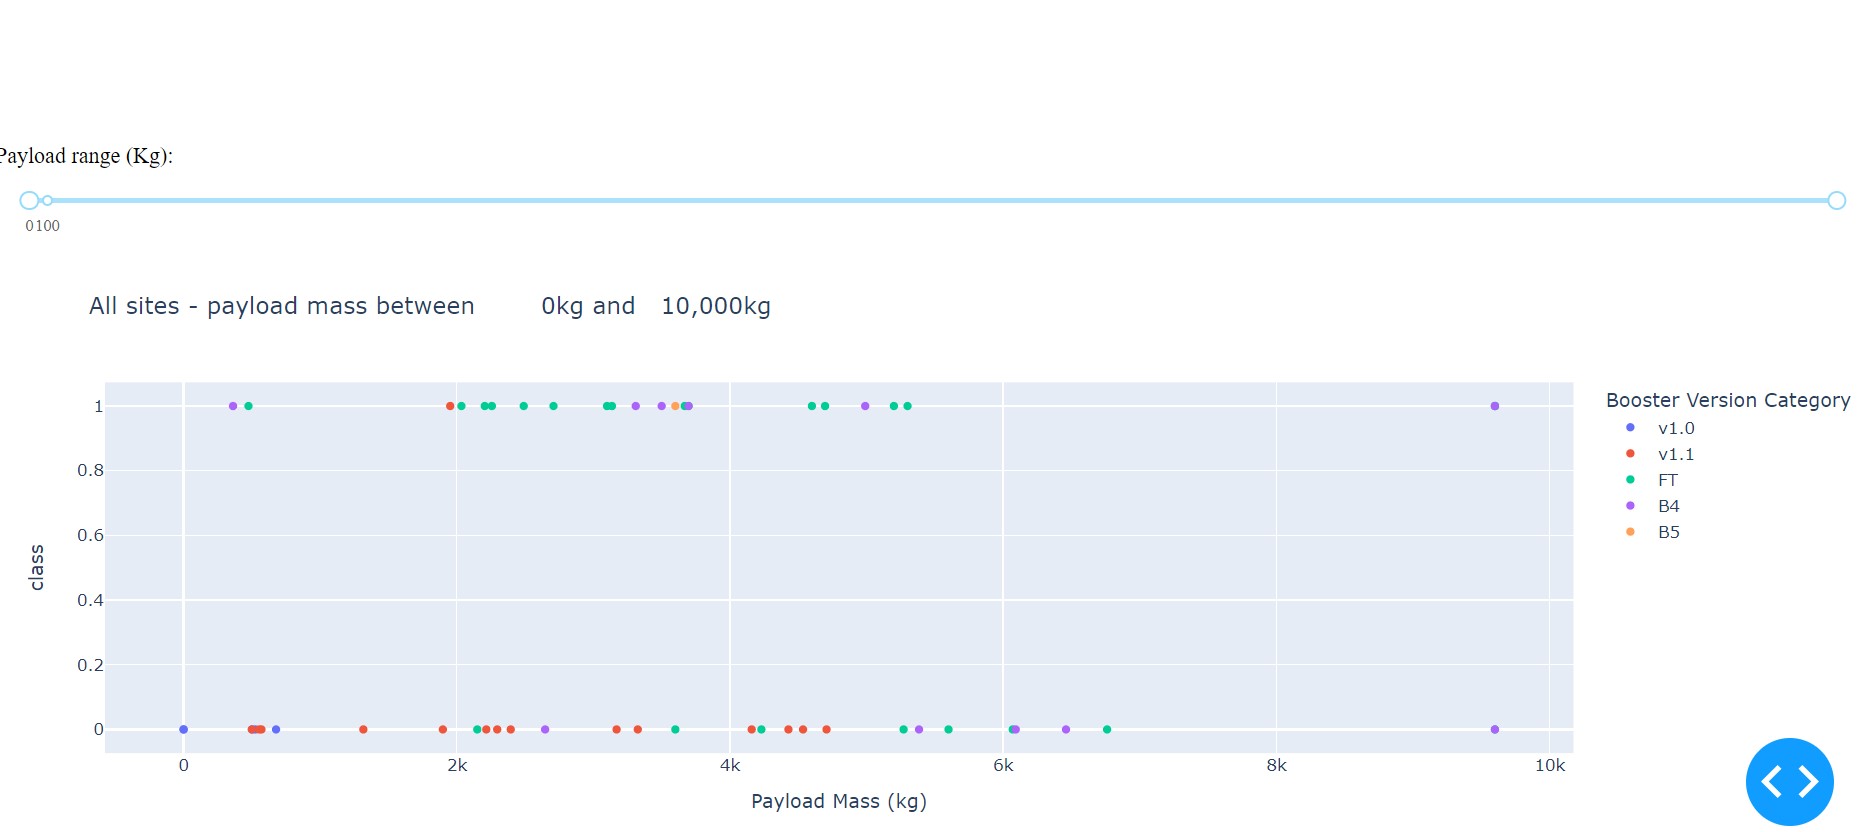 Payload range (Kg):
0 100
All sites - payload mass between 0kg and 10,000kg
1
0.8
0.6
0.4
0.2
0
class
0 2k 4k 6k 8k 10k
Payload Mass (kg)
Booster Version Category
v1.0
v1.1
FT
B4
B5